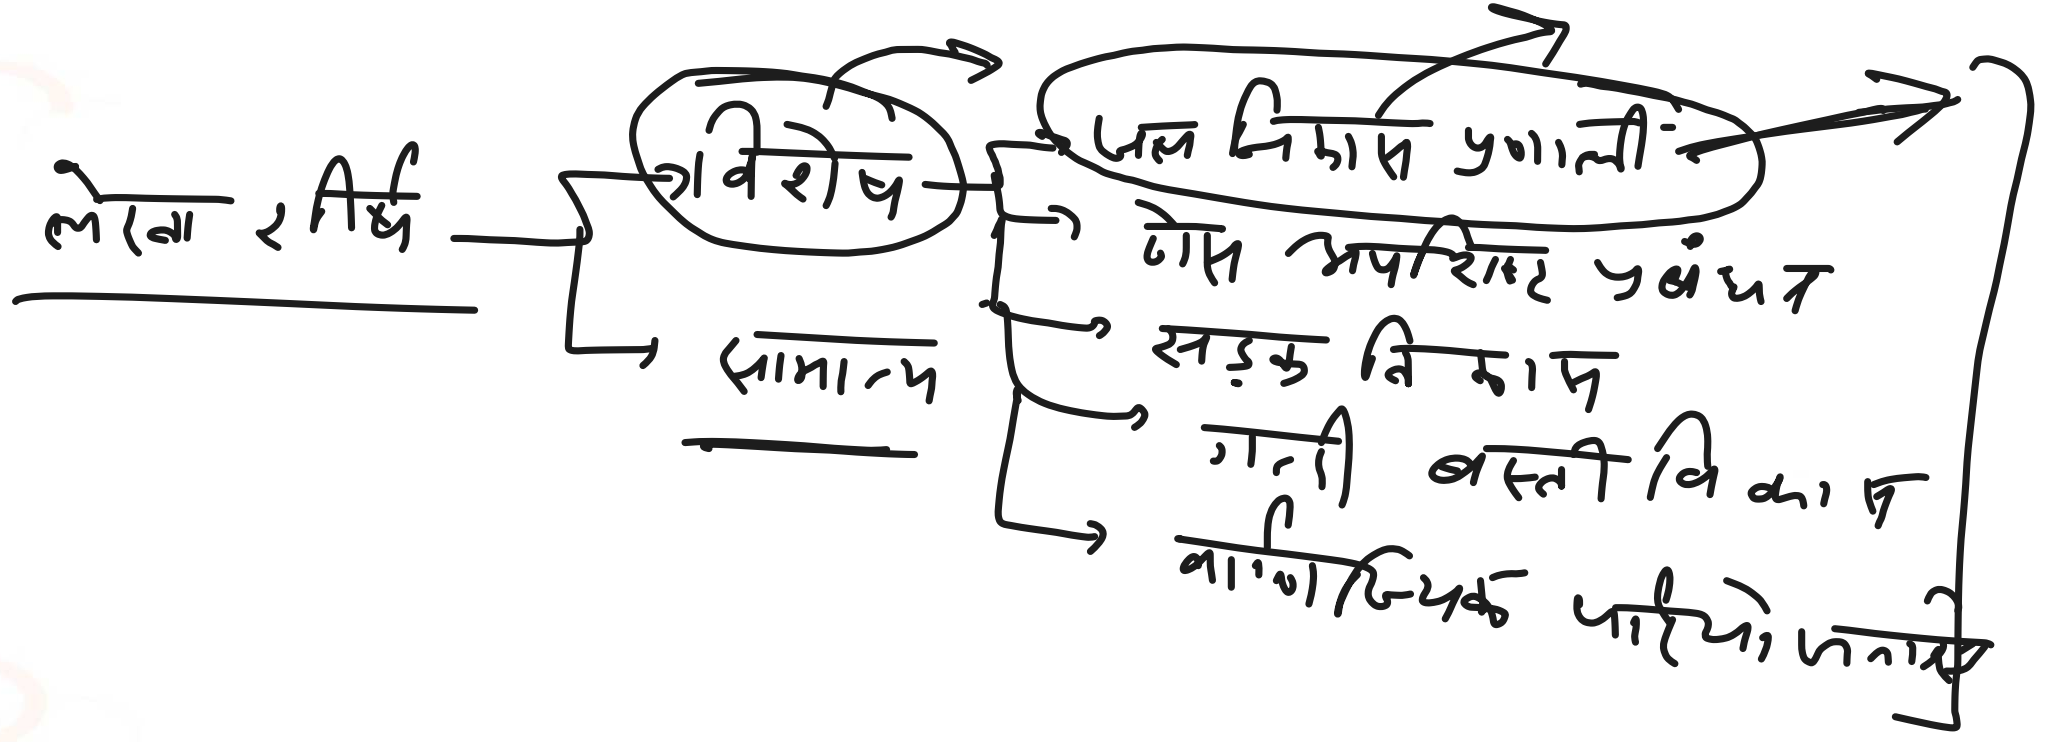 लेखा शीर्ष
विशेष
सामान्य
जल निकास प्रणाली
ठोस अपशिष्ट प्रबंधन
सड़क विकास
गंदी बस्ती विकास
वाणिज्यिक परियोजनाएं